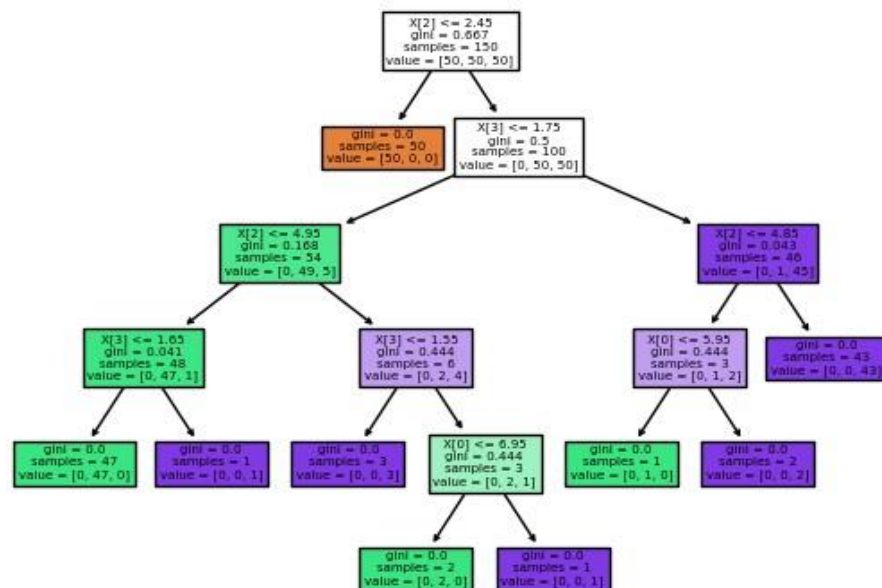 X[2] <= 2.45
gini = 0.667
samples = 150
value = [50, 50, 50]
gini = 0.0
samples = 50
value = [50, 0, 0]
X[3] <= 1.75
gini = 0.5
samples = 100
value = [0, 50, 50]
X[2] <= 4.95
gini = 0.168
samples = 54
value = [0, 49, 5]
X[2] <= 4.85
gini = 0.043
samples = 46
value = [0, 1, 45]
X[3] <= 1.65
gini = 0.041
samples = 48
value = [0, 47, 1]
X[3] <= 1.55
gini = 0.444
samples = 6
value = [0, 2, 4]
X[0] <= 5.95
gini = 0.444
samples = 3
value = [0, 1, 2]
gini = 0.0
samples = 43
value = [0, 0, 43]
gini = 0.0
samples = 47
value = [0, 47, 0]
gini = 0.0
samples = 1
value = [0, 0, 1]
gini = 0.0
samples = 3
value = [0, 0, 3]
X[0] <= 6.95
gini = 0.444
samples = 3
value = [0, 2, 1]
gini = 0.0
samples = 1
value = [0, 1, 0]
gini = 0.0
samples = 2
value = [0, 0, 2]
gini = 0.0
samples = 2
value = [0, 2, 0]
gini = 0.0
samples = 1
value = [0, 0, 1]